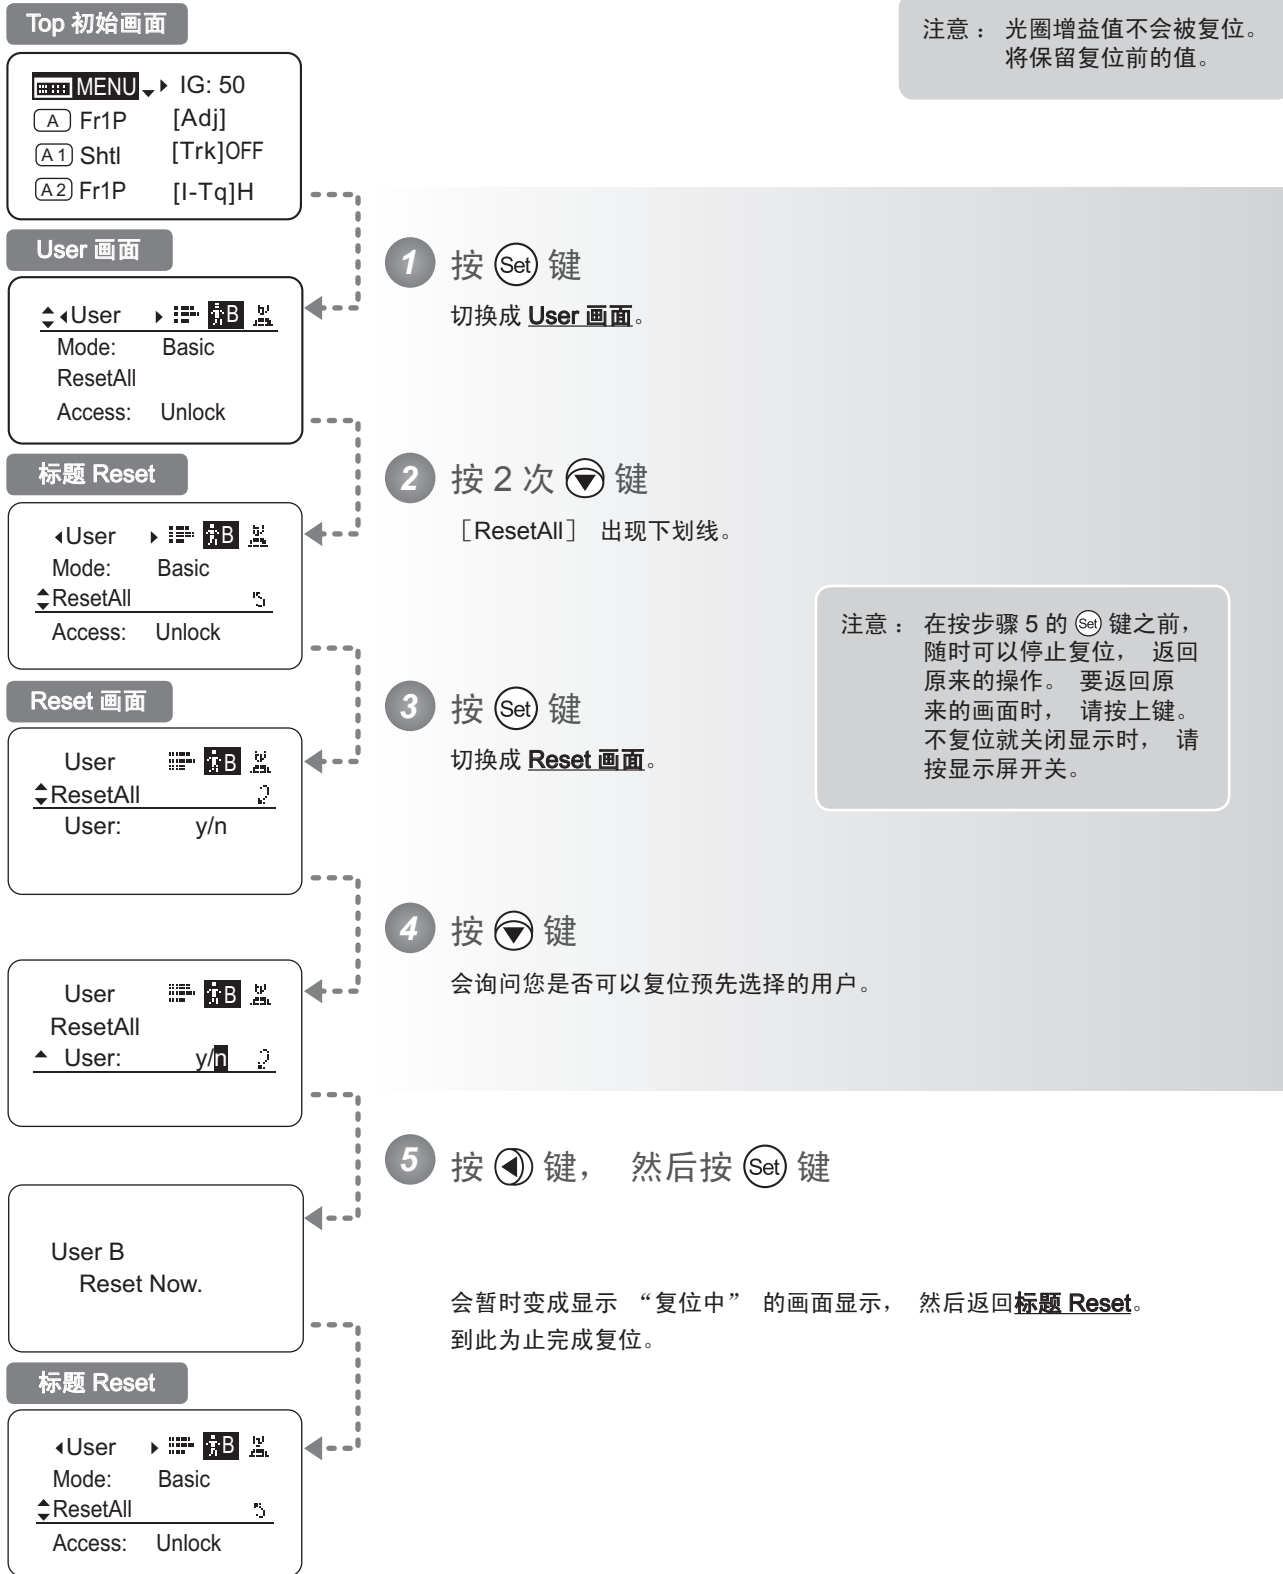 Top 初始画面
注意： 光圈增益值不会被复位。
将保留复位前的值。
MENU IG: 50
A Fr1P [Adj]
A1 Shtl [Trk]OFF
A2 Fr1P [I-Tq]H
User 画面
User B
Mode: Basic
ResetAll
Access: Unlock
1 按 Set 键
切换成 User 画面。
标题 Reset
User B
Mode: Basic
ResetAll
Access: Unlock
2 按 2 次 键
［ResetAll］ 出现下划线。
注意： 在按步骤 5 的 Set 键之前，
随时可以停止复位， 返回
原来的操作。 要返回原
来的画面时， 请按上键。
不复位就关闭显示时， 请
按显示屏开关。
Reset 画面
User B
ResetAll
User: y/n
3 按 Set 键
切换成 Reset 画面。
User B
ResetAll
User: y/n
4 按 键
会询问您是否可以复位预先选择的用户。
User B
Reset Now.
5 按 键， 然后按 Set 键
会暂时变成显示 “复位中” 的画面显示， 然后返回标题 Reset。
到此为止完成复位。
标题 Reset
User B
Mode: Basic
ResetAll
Access: Unlock